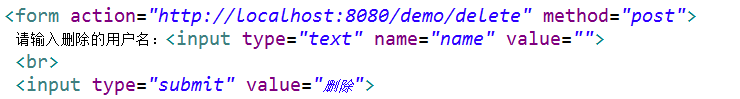 <form action="http://localhost:8080/demo/delete" method="post">
请输入删除的用户名：<input type="text" name="name" value="">
<br>
<input type="submit" value="删除">